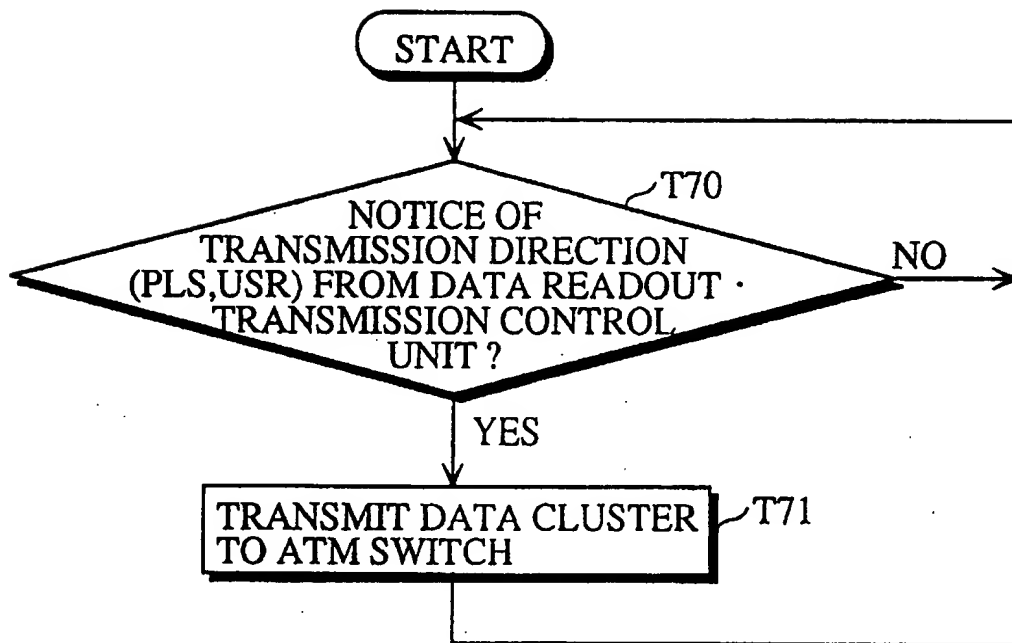 START
T70
NOTICE OF
TRANSMISSION DIRECTION
(PLS,USR) FROM DATA READOUT
TRANSMISSION CONTROL
UNIT ?
NO
YES
TRANSMIT DATA CLUSTER
TO ATM SWITCH
T71